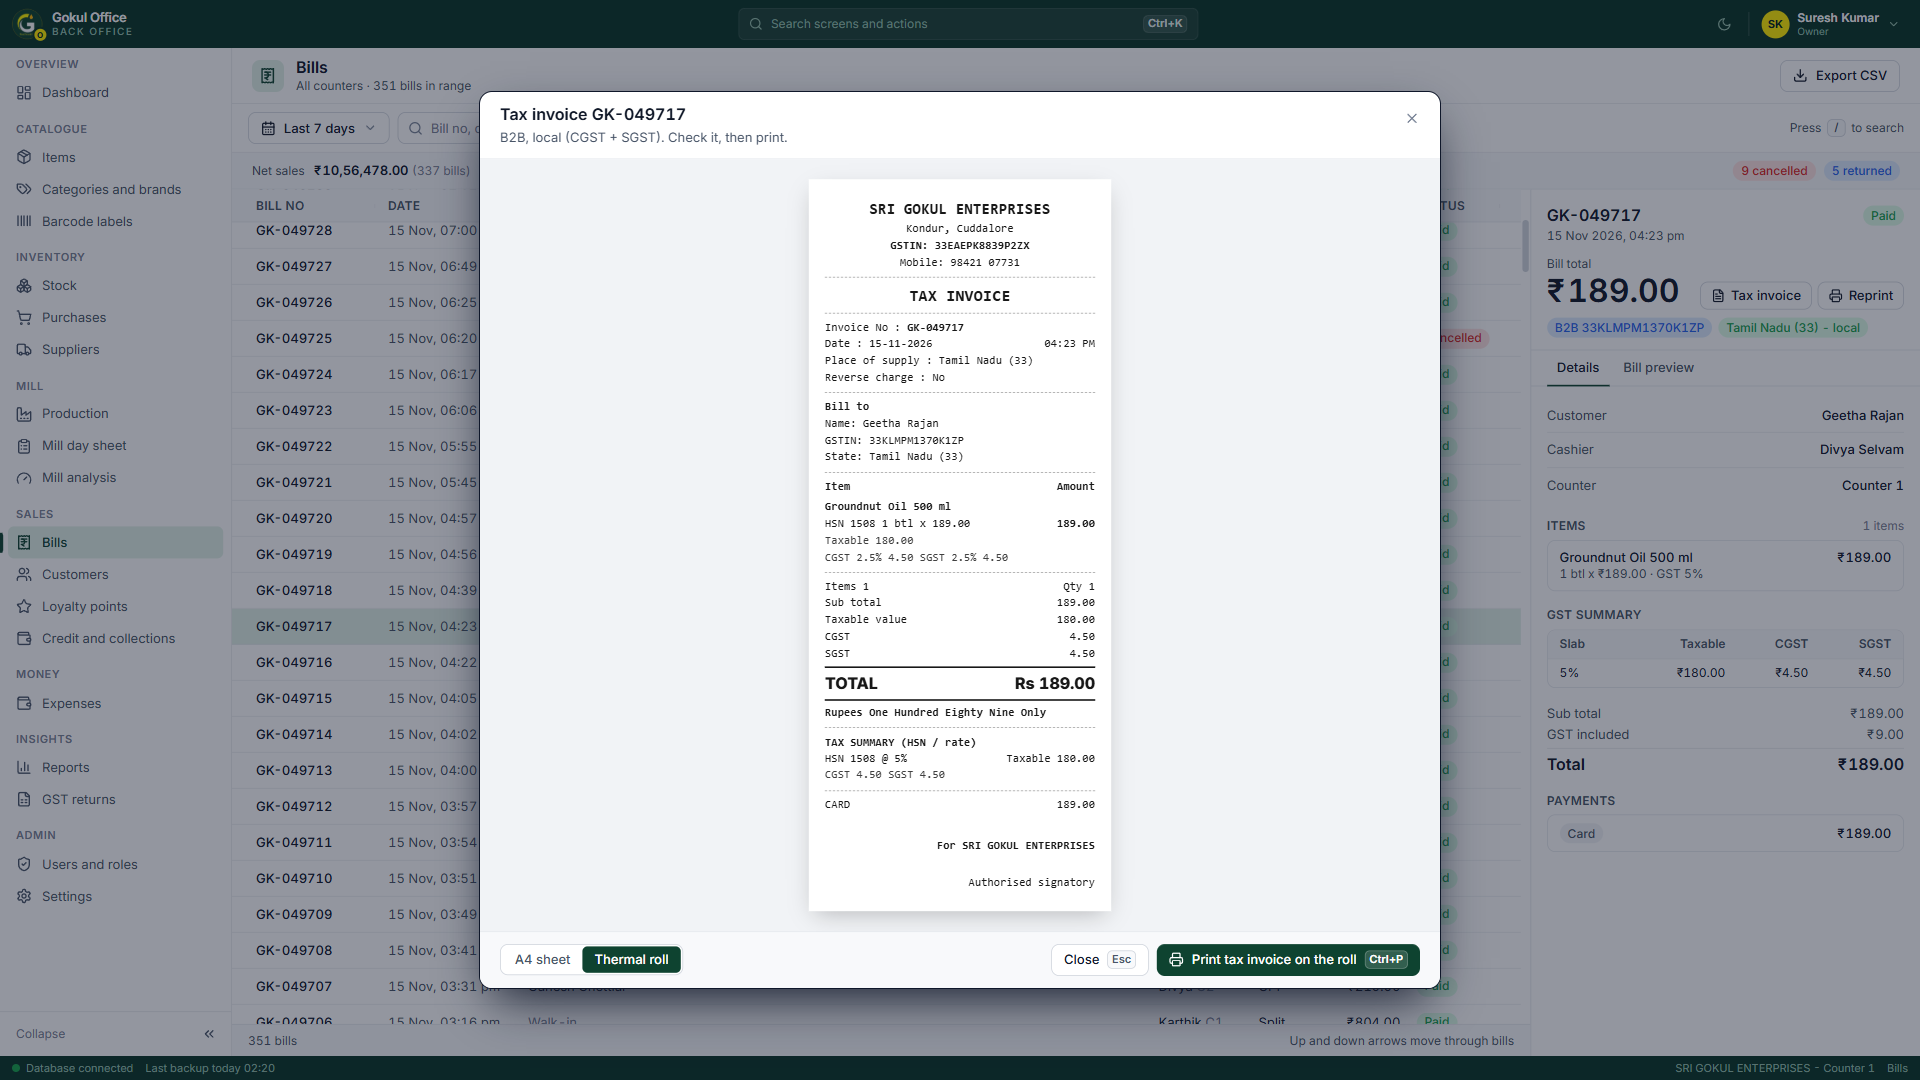 Gokul Office
BACK OFFICE
Search screens and actions Ctrl+K
SK Suresh Kumar
Owner
OVERVIEW
Dashboard
CATALOGUE
Items
Categories and brands
Barcode labels
INVENTORY
Stock
Purchases
Suppliers
MILL
Production
Mill day sheet
Mill analysis
SALES
Bills
Customers
Loyalty points
Credit and collections
MONEY
Expenses
INSIGHTS
Reports
GST returns
ADMIN
Users and roles
Settings
Collapse
Bills
All counters · 351 bills in range
Export CSV
Last 7 days
Bill no,
Press / to search
Net sales ₹10,56,478.00 (337 bills)
9 cancelled 5 returned
BILL NO DATE
GK-049728 15 Nov, 07:00
GK-049727 15 Nov, 06:49
GK-049726 15 Nov, 06:25
GK-049725 15 Nov, 06:20
GK-049724 15 Nov, 06:17
GK-049723 15 Nov, 06:06
GK-049722 15 Nov, 05:55
GK-049721 15 Nov, 05:45
GK-049720 15 Nov, 04:57
GK-049719 15 Nov, 04:56
GK-049718 15 Nov, 04:39
GK-049717 15 Nov, 04:23
GK-049716 15 Nov, 04:22
GK-049715 15 Nov, 04:05
GK-049714 15 Nov, 04:02
GK-049713 15 Nov, 04:00
GK-049712 15 Nov, 03:57
GK-049711 15 Nov, 03:54
GK-049710 15 Nov, 03:51
GK-049709 15 Nov, 03:49
GK-049708 15 Nov, 03:41
GK-049707 15 Nov, 03:31 pm
GK-049706 15 Nov, 03:16 pm Walk-in Karthik C1 Split ₹804.00 Paid
351 bills
Up and down arrows move through bills
Tax invoice GK-049717
B2B, local (CGST + SGST). Check it, then print.
SRI GOKUL ENTERPRISES
Kondur, Cuddalore
GSTIN: 33EAEPK8839P2ZX
Mobile: 98421 07731
TAX INVOICE
Invoice No : GK-049717
Date : 15-11-2026 04:23 PM
Place of supply : Tamil Nadu (33)
Reverse charge : No
Bill to
Name: Geetha Rajan
GSTIN: 33KLMPM1370K1ZP
State: Tamil Nadu (33)
Item Amount
Groundnut Oil 500 ml
HSN 1508 1 btl x 189.00 189.00
Taxable 180.00
CGST 2.5% 4.50 SGST 2.5% 4.50
Items 1 Qty 1
Sub total 189.00
Taxable value 180.00
CGST 4.50
SGST 4.50
TOTAL Rs 189.00
Rupees One Hundred Eighty Nine Only
TAX SUMMARY (HSN / rate)
HSN 1508 @ 5% Taxable 180.00
CGST 4.50 SGST 4.50
CARD 189.00
For SRI GOKUL ENTERPRISES
Authorised signatory
A4 sheet Thermal roll
Close Esc
Print tax invoice on the roll Ctrl+P
GK-049717 Paid
15 Nov 2026, 04:23 pm
Bill total
₹189.00 Tax invoice Reprint
B2B 33KLMPM1370K1ZP Tamil Nadu (33) - local
Details Bill preview
Customer Geetha Rajan
Cashier Divya Selvam
Counter Counter 1
ITEMS 1 items
Groundnut Oil 500 ml ₹189.00
1 btl x ₹189.00 · GST 5%
GST SUMMARY
Slab Taxable CGST SGST
5% ₹180.00 ₹4.50 ₹4.50
Sub total ₹189.00
GST included ₹9.00
Total ₹189.00
PAYMENTS
Card ₹189.00
Database connected Last backup today 02:20
SRI GOKUL ENTERPRISES - Counter 1 Bills